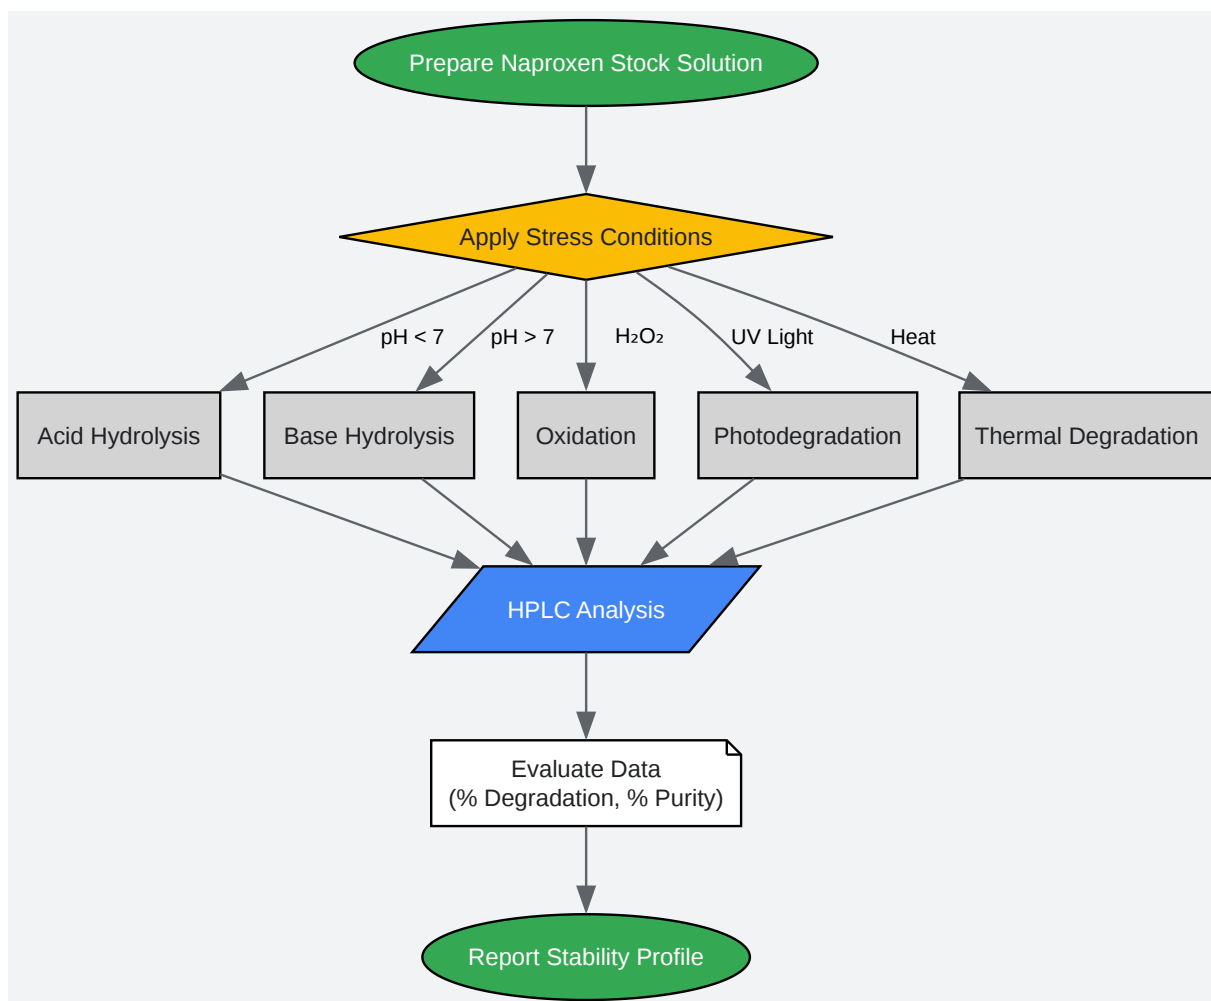 Prepare Naproxen Stock Solution
Apply Stress Conditions
pH < 7
pH > 7
H₂O₂
UV Light
Heat
Acid Hydrolysis
Base Hydrolysis
Oxidation
Photodegradation
Thermal Degradation
HPLC Analysis
Evaluate Data
(% Degradation, % Purity)
Report Stability Profile